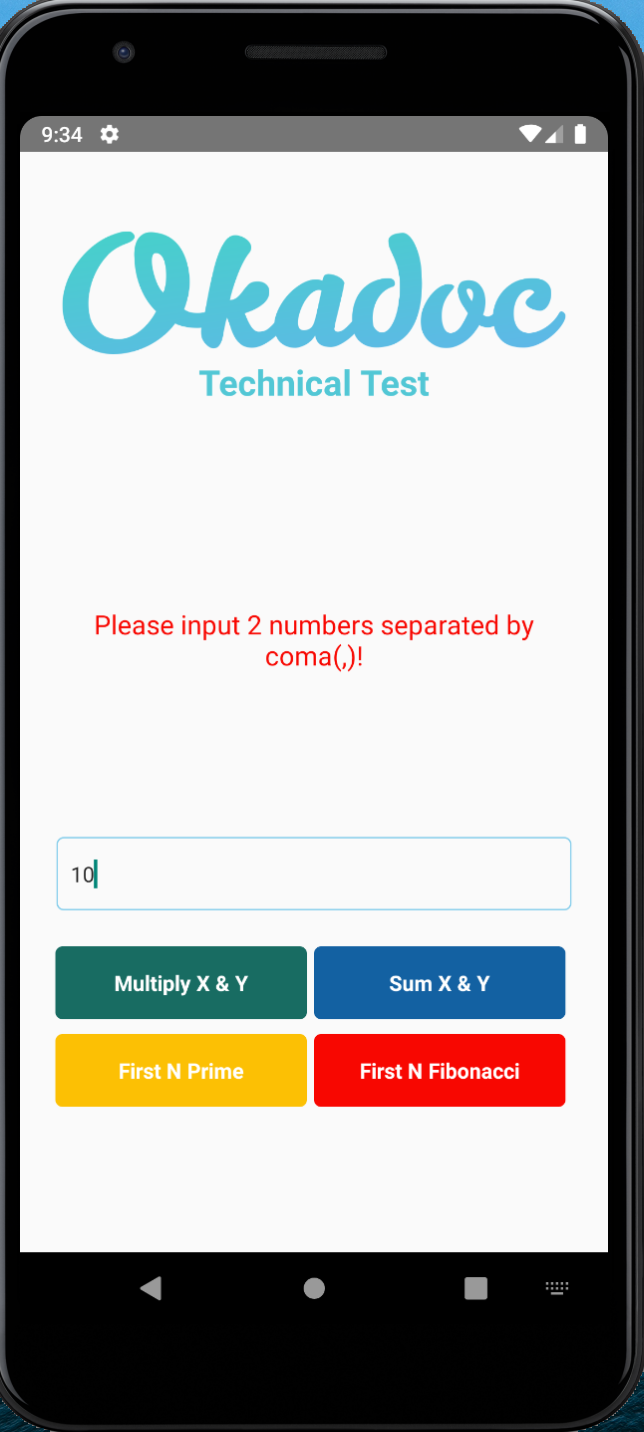 9:34
Okadoc
Technical Test
Please input 2 numbers separated by
coma(,)!
10
Multiply X & Y
Sum X & Y
First N Prime
First N Fibonacci